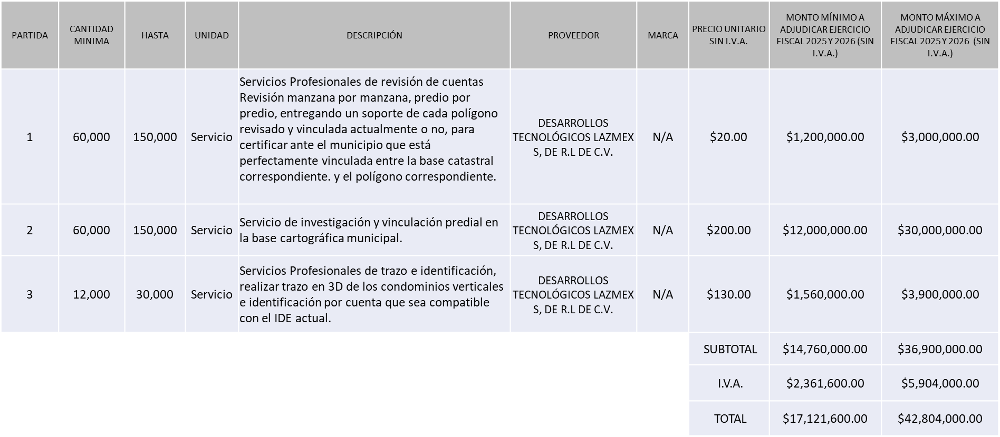 PARTIDA
CANTIDAD
MINIMA
HASTA
UNIDAD
DESCRIPCIÓN
PROVEEDOR
MARCA
PRECIO UNITARIO
SIN I.V.A.
MONTO MÍNIMO A
ADJUDICAR EJERCICIO
FISCAL 2025 Y 2026 (SIN
I.V.A.)
MONTO MÁXIMO A
ADJUDICAR EJERCICIO
FISCAL 2025 Y 2026 (SIN
I.V.A.)
1
60,000
150,000
Servicio
Servicios Profesionales de revisión de cuentas
Revisión manzana por manzana, predio por
predio, entregando un soporte de cada polígono
revisado y vinculada actualmente o no, para
certificar ante el municipio que está
perfectamente vinculada entre la base catastral
correspondiente. y el polígono correspondiente.
DESARROLLOS
TECNOLÓGICOS LAZMEX
S, DE R.L DE C.V.
N/A
$20.00
$1,200,000.00
$3,000,000.00
2
60,000
150,000
Servicio
Servicio de investigación y vinculación predial en
la base cartográfica municipal.
DESARROLLOS
TECNOLÓGICOS LAZMEX
S, DE R.L DE C.V.
N/A
$200.00
$12,000,000.00
$30,000,000.00
3
12,000
30,000
Servicio
Servicios Profesionales de trazo e identificación,
realizar trazo en 3D de los condominios verticales
e identificación por cuenta que sea compatible
con el IDE actual.
DESARROLLOS
TECNOLÓGICOS LAZMEX
S, DE R.L DE C.V.
N/A
$130.00
$1,560,000.00
$3,900,000.00
SUBTOTAL
$14,760,000.00
$36,900,000.00
I.V.A.
$2,361,600.00
$5,904,000.00
TOTAL
$17,121,600.00
$42,804,000.00